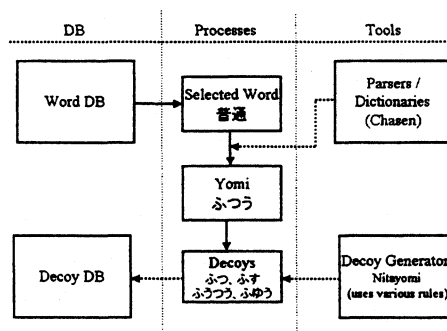 DB
Processes
Tools
Word DB
Selected Word
普通
Parsers /
Dictionaries
(Chasen)
Yomi
ふつう
Decoy DB
Decoys
ふつ、ふす
ふうつう、ふゆう
Decoy Generator
Nitayomi
(uses various rules)